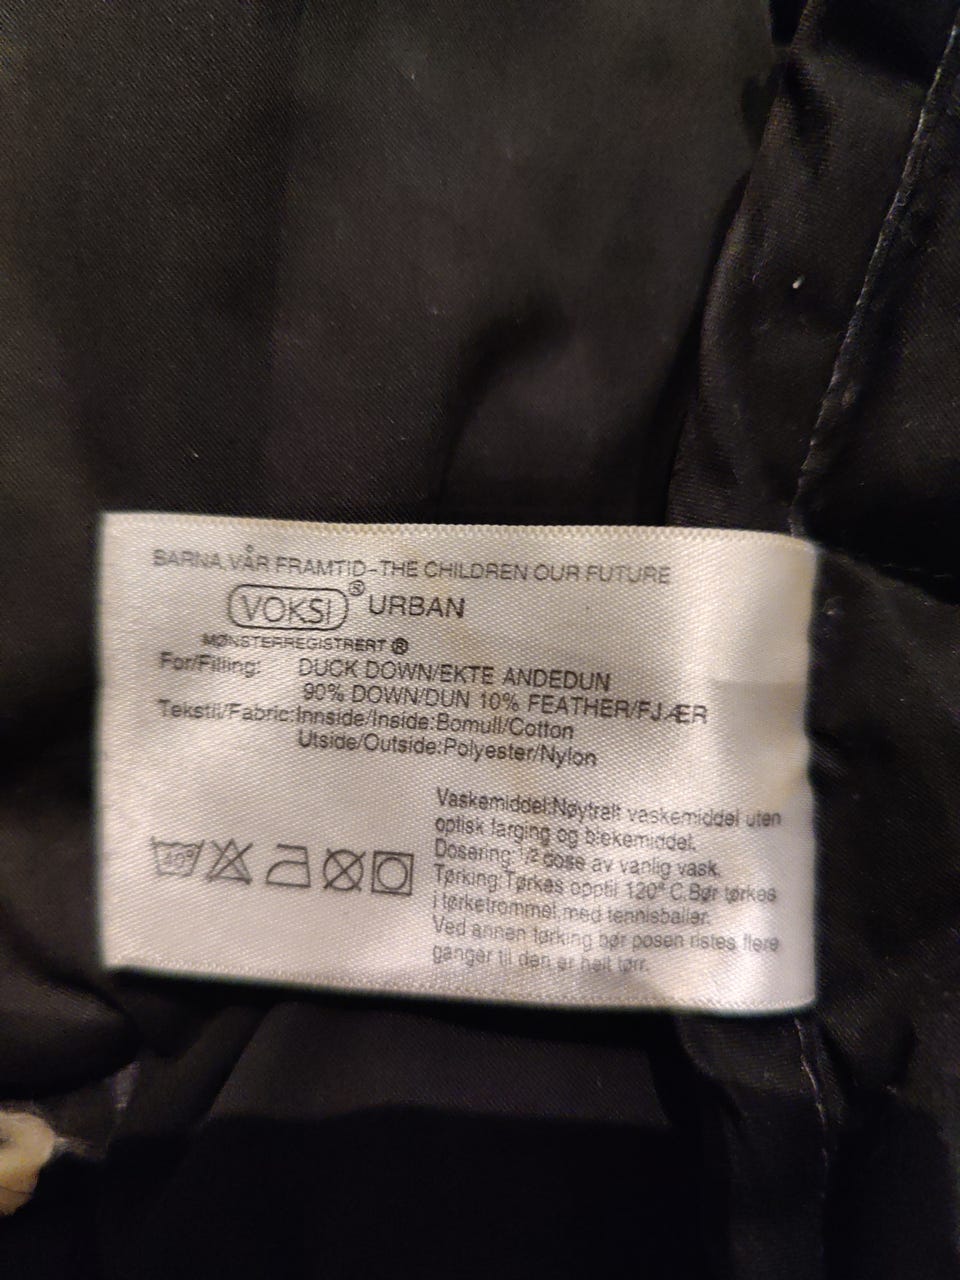 BARNA VÅR FRAMTID-THE CHILDREN OUR FUTURE
VOKSI® URBAN
MØNSTERREGISTRERT ®
For/Filling: DUCK DOWN/EKTE ANDEDUN
90% DOWN/DUN 10% FEATHER/FJÆR
Tekstil/Fabric:Innside/Inside:Bomull/Cotton
Utside/Outside:Polyester/Nylon
Vaskemiddel:Nøytralt vaskemiddel uten
optisk farging og blekemiddel.
Dosering:1/2 dose av vanlig vask.
Tørking:Tørkes opptil 120° C.Bør tørkes
i tørketrommel med tennisballer.
Ved annen tørking bør posen ristes flere
ganger til den er helt tørr.
40°